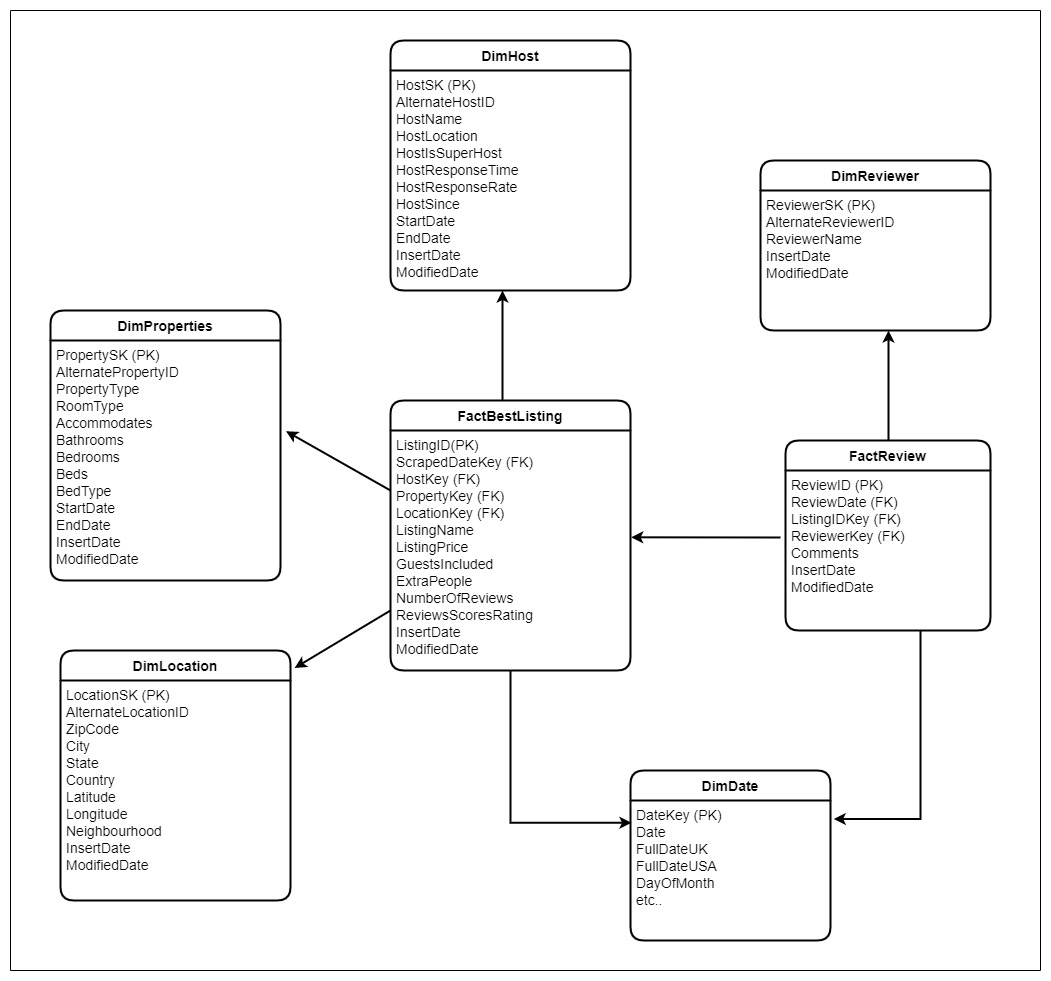 DimHost
HostSK (PK)
AlternateHostID
HostName
HostLocation
HostIsSuperHost
HostResponseTime
HostResponseRate
HostSince
StartDate
EndDate
InsertDate
ModifiedDate
DimReviewer
ReviewerSK (PK)
AlternateReviewerID
ReviewerName
InsertDate
ModifiedDate
DimProperties
PropertySK (PK)
AlternatePropertyID
PropertyType
RoomType
Accommodates
Bathrooms
Bedrooms
Beds
BedType
StartDate
EndDate
InsertDate
ModifiedDate
FactBestListing
ListingID(PK)
ScrapedDateKey (FK)
HostKey (FK)
PropertyKey (FK)
LocationKey (FK)
ListingName
ListingPrice
GuestsIncluded
ExtraPeople
NumberOfReviews
ReviewsScoresRating
InsertDate
ModifiedDate
FactReview
ReviewID (PK)
ReviewDate (FK)
ListingIDKey (FK)
ReviewerKey (FK)
Comments
InsertDate
ModifiedDate
DimLocation
LocationSK (PK)
AlternateLocationID
ZipCode
City
State
Country
Latitude
Longitude
Neighbourhood
InsertDate
ModifiedDate
DimDate
DateKey (PK)
Date
FullDateUK
FullDateUSA
DayOfMonth
etc..